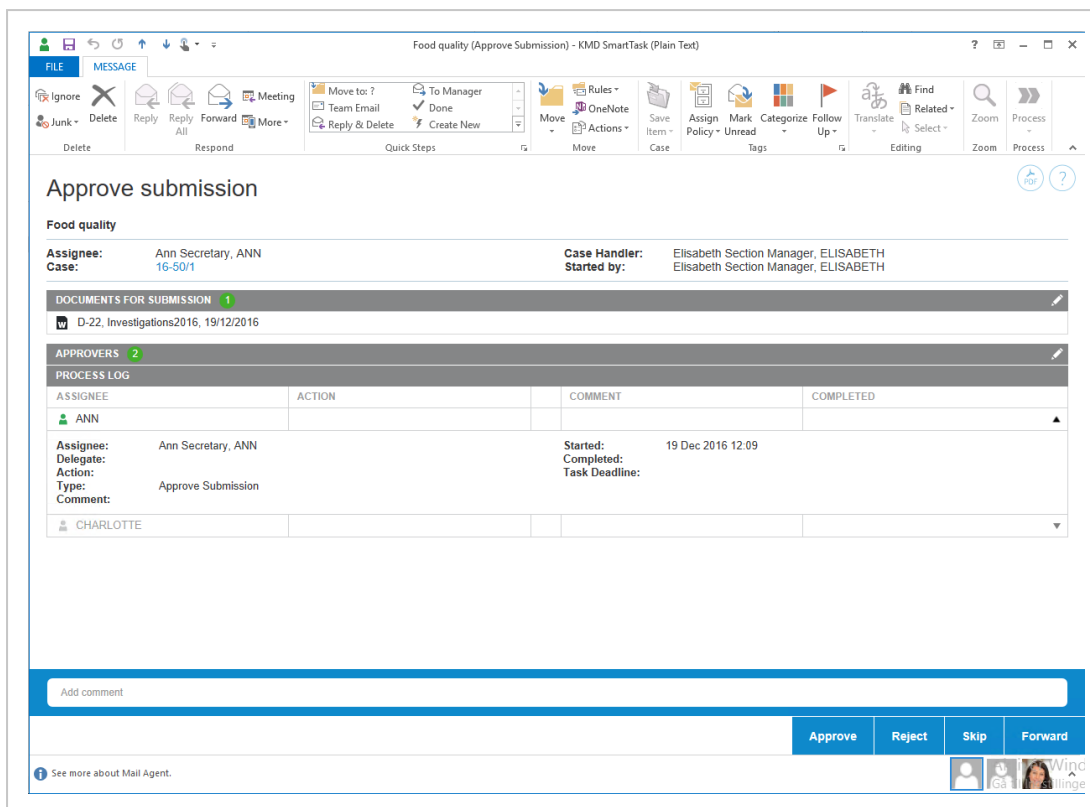 Food quality (Approve Submission) - KMD SmartTask (Plain Text)
FILE MESSAGE
Ignore
Junk
Delete
Reply
Reply All
Forward
Meeting
More
Move to: ?
Team Email
Reply & Delete
To Manager
Done
Create New
Move
Rules
OneNote
Actions
Save Item
Assign Policy
Mark Unread
Categorize
Follow Up
Translate
Find
Related
Select
Zoom
Process
Delete Respond Quick Steps Move Case Tags Editing Zoom Process
Approve submission
PDF ?
Food quality
Assignee: Ann Secretary, ANN Case Handler: Elisabeth Section Manager, ELISABETH
Case: 16-50/1 Started by: Elisabeth Section Manager, ELISABETH
DOCUMENTS FOR SUBMISSION 1
D-22, Investigations2016, 19/12/2016
APPROVERS 2
PROCESS LOG
ASSIGNEE ACTION COMMENT COMPLETED
ANN
Assignee: Ann Secretary, ANN Started: 19 Dec 2016 12:09
Delegate: Completed:
Action: Task Deadline:
Type: Approve Submission
Comment:
CHARLOTTE
Add comment
Approve Reject Skip Forward
See more about Mail Agent.